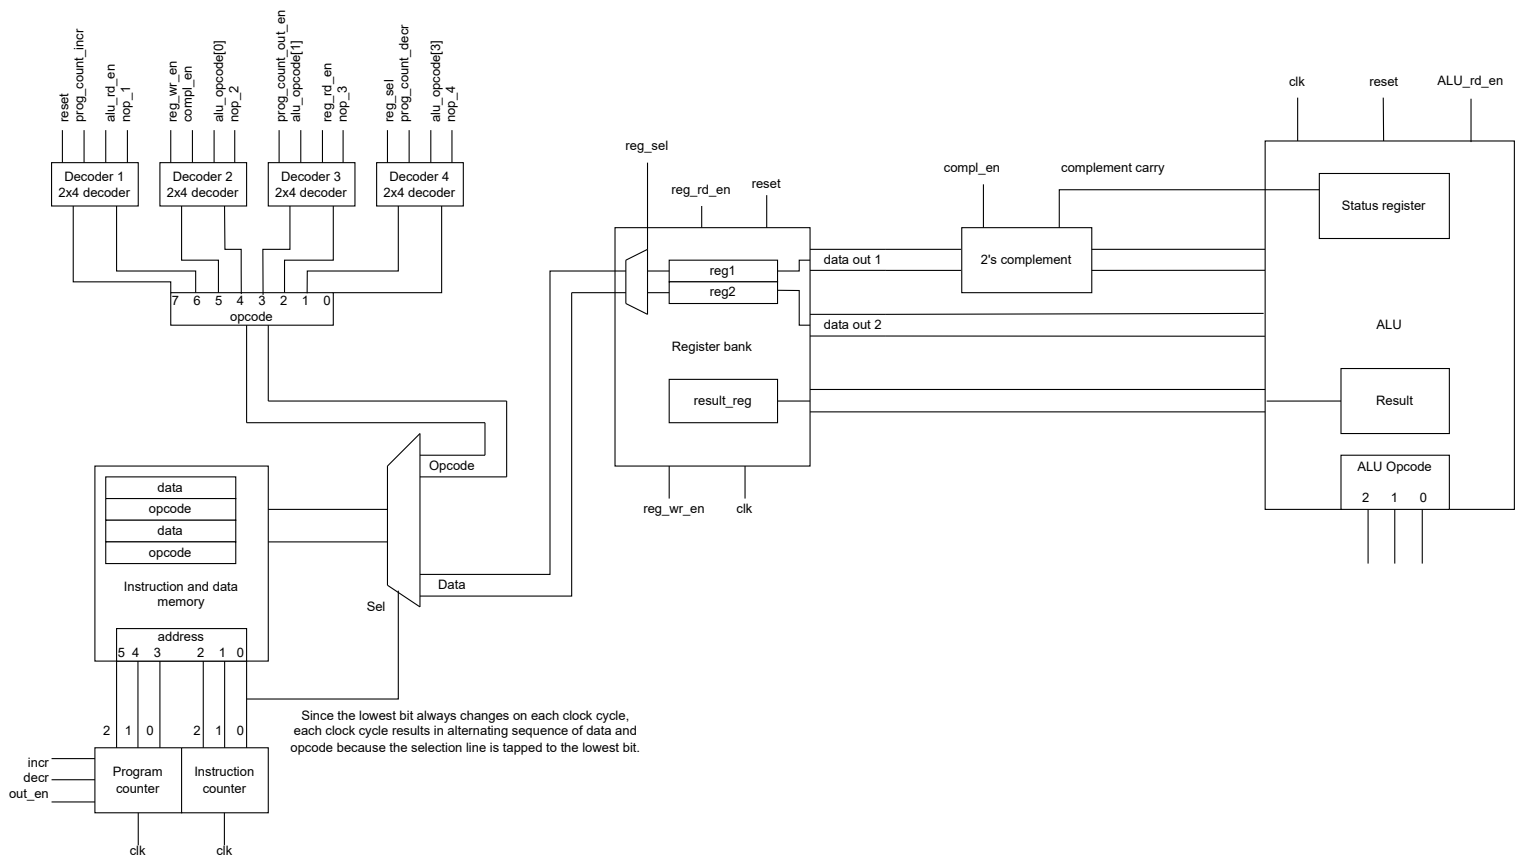 reset
prog_count_incr
alu_rd_en
nop_1
reg_wr_en
compl_en
alu_opcode[0]
nop_2
prog_count_out_en
alu_opcode[1]
reg_rd_en
nop_3
reg_sel
prog_count_decr
alu_opcode[3]
nop_4
Decoder 1
2x4 decoder
Decoder 2
2x4 decoder
Decoder 3
2x4 decoder
Decoder 4
2x4 decoder
7 6 5 4 3 2 1 0
opcode
reg_sel
reg_rd_en
reset
reg1
reg2
Register bank
result_reg
reg_wr_en
clk
data out 1
data out 2
compl_en
complement carry
2's complement
clk
reset
ALU_rd_en
Status register
ALU
Result
ALU Opcode
2 1 0
Opcode
Data
Sel
data
opcode
data
opcode
Instruction and data
memory
address
5 4 3 2 1 0
2 1 0 2 1 0
Since the lowest bit always changes on each clock cycle,
each clock cycle results in alternating sequence of data and
opcode because the selection line is tapped to the lowest bit.
incr
decr
out_en
Program
counter
Instruction
counter
clk
clk